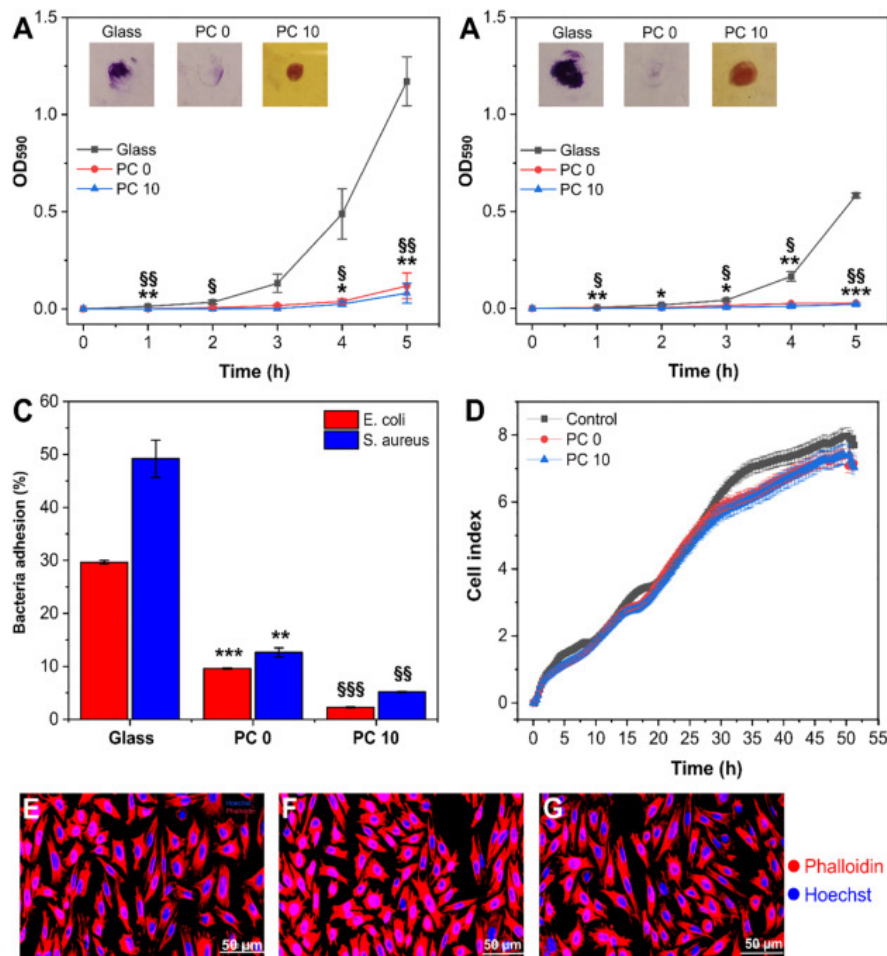 A
Glass PC 0 PC 10
1.5
1.0
0.5
0.0
OD590
Glass
PC 0
PC 10
§§
**
§
§
*
§§
**
0 1 2 3 4 5
Time (h)
A
Glass PC 0 PC 10
1.5
1.0
0.5
0.0
OD590
Glass
PC 0
PC 10
§
**
*
§
*
§
**
§§
***
0 1 2 3 4 5
Time (h)
C
60
50
40
30
20
10
0
Bacteria adhesion (%)
E. coli
S. aureus
***
**
§§§
§§
Glass PC 0 PC 10
D
8
6
4
2
0
Cell index
Control
PC 0
PC 10
0 5 10 15 20 25 30 35 40 45 50 55
Time (h)
E
Hoechst
Phalloidin
50 µm
F
50 µm
G
50 µm
Phalloidin
Hoechst